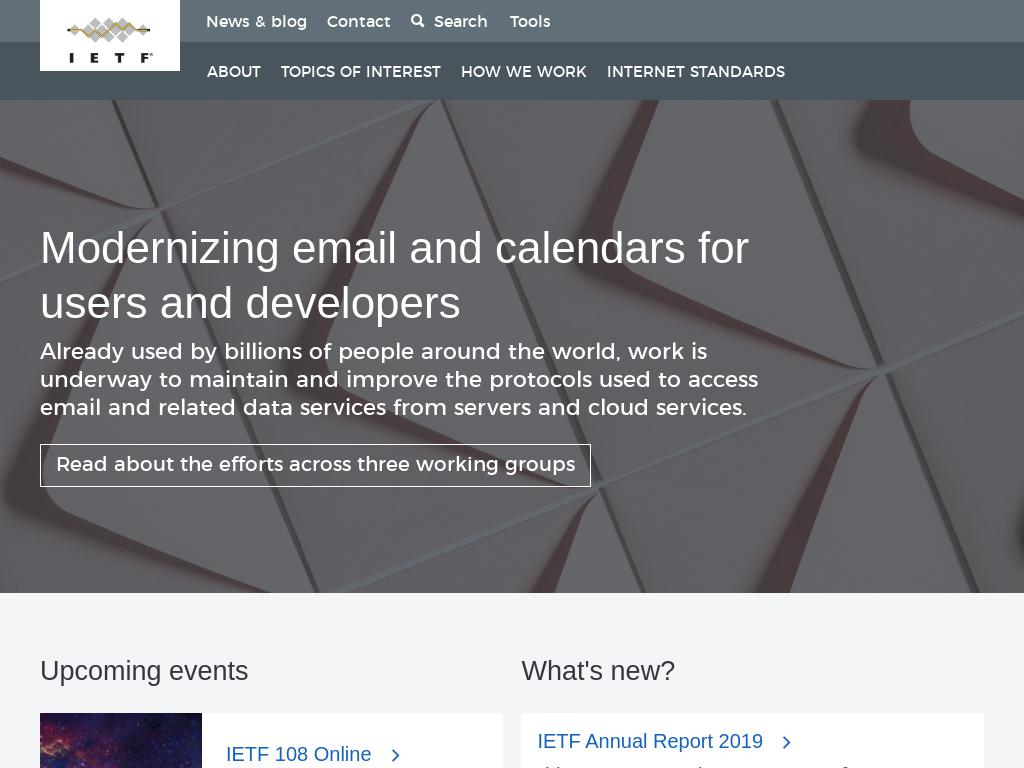 News & blog
Contact
Search
Tools
IETF®
ABOUT
TOPICS OF INTEREST
HOW WE WORK
INTERNET STANDARDS
Modernizing email and calendars for
users and developers
Already used by billions of people around the world, work is
underway to maintain and improve the protocols used to access
email and related data services from servers and cloud services.
Read about the efforts across three working groups
Upcoming events
What's new?
IETF 108 Online
IETF Annual Report 2019